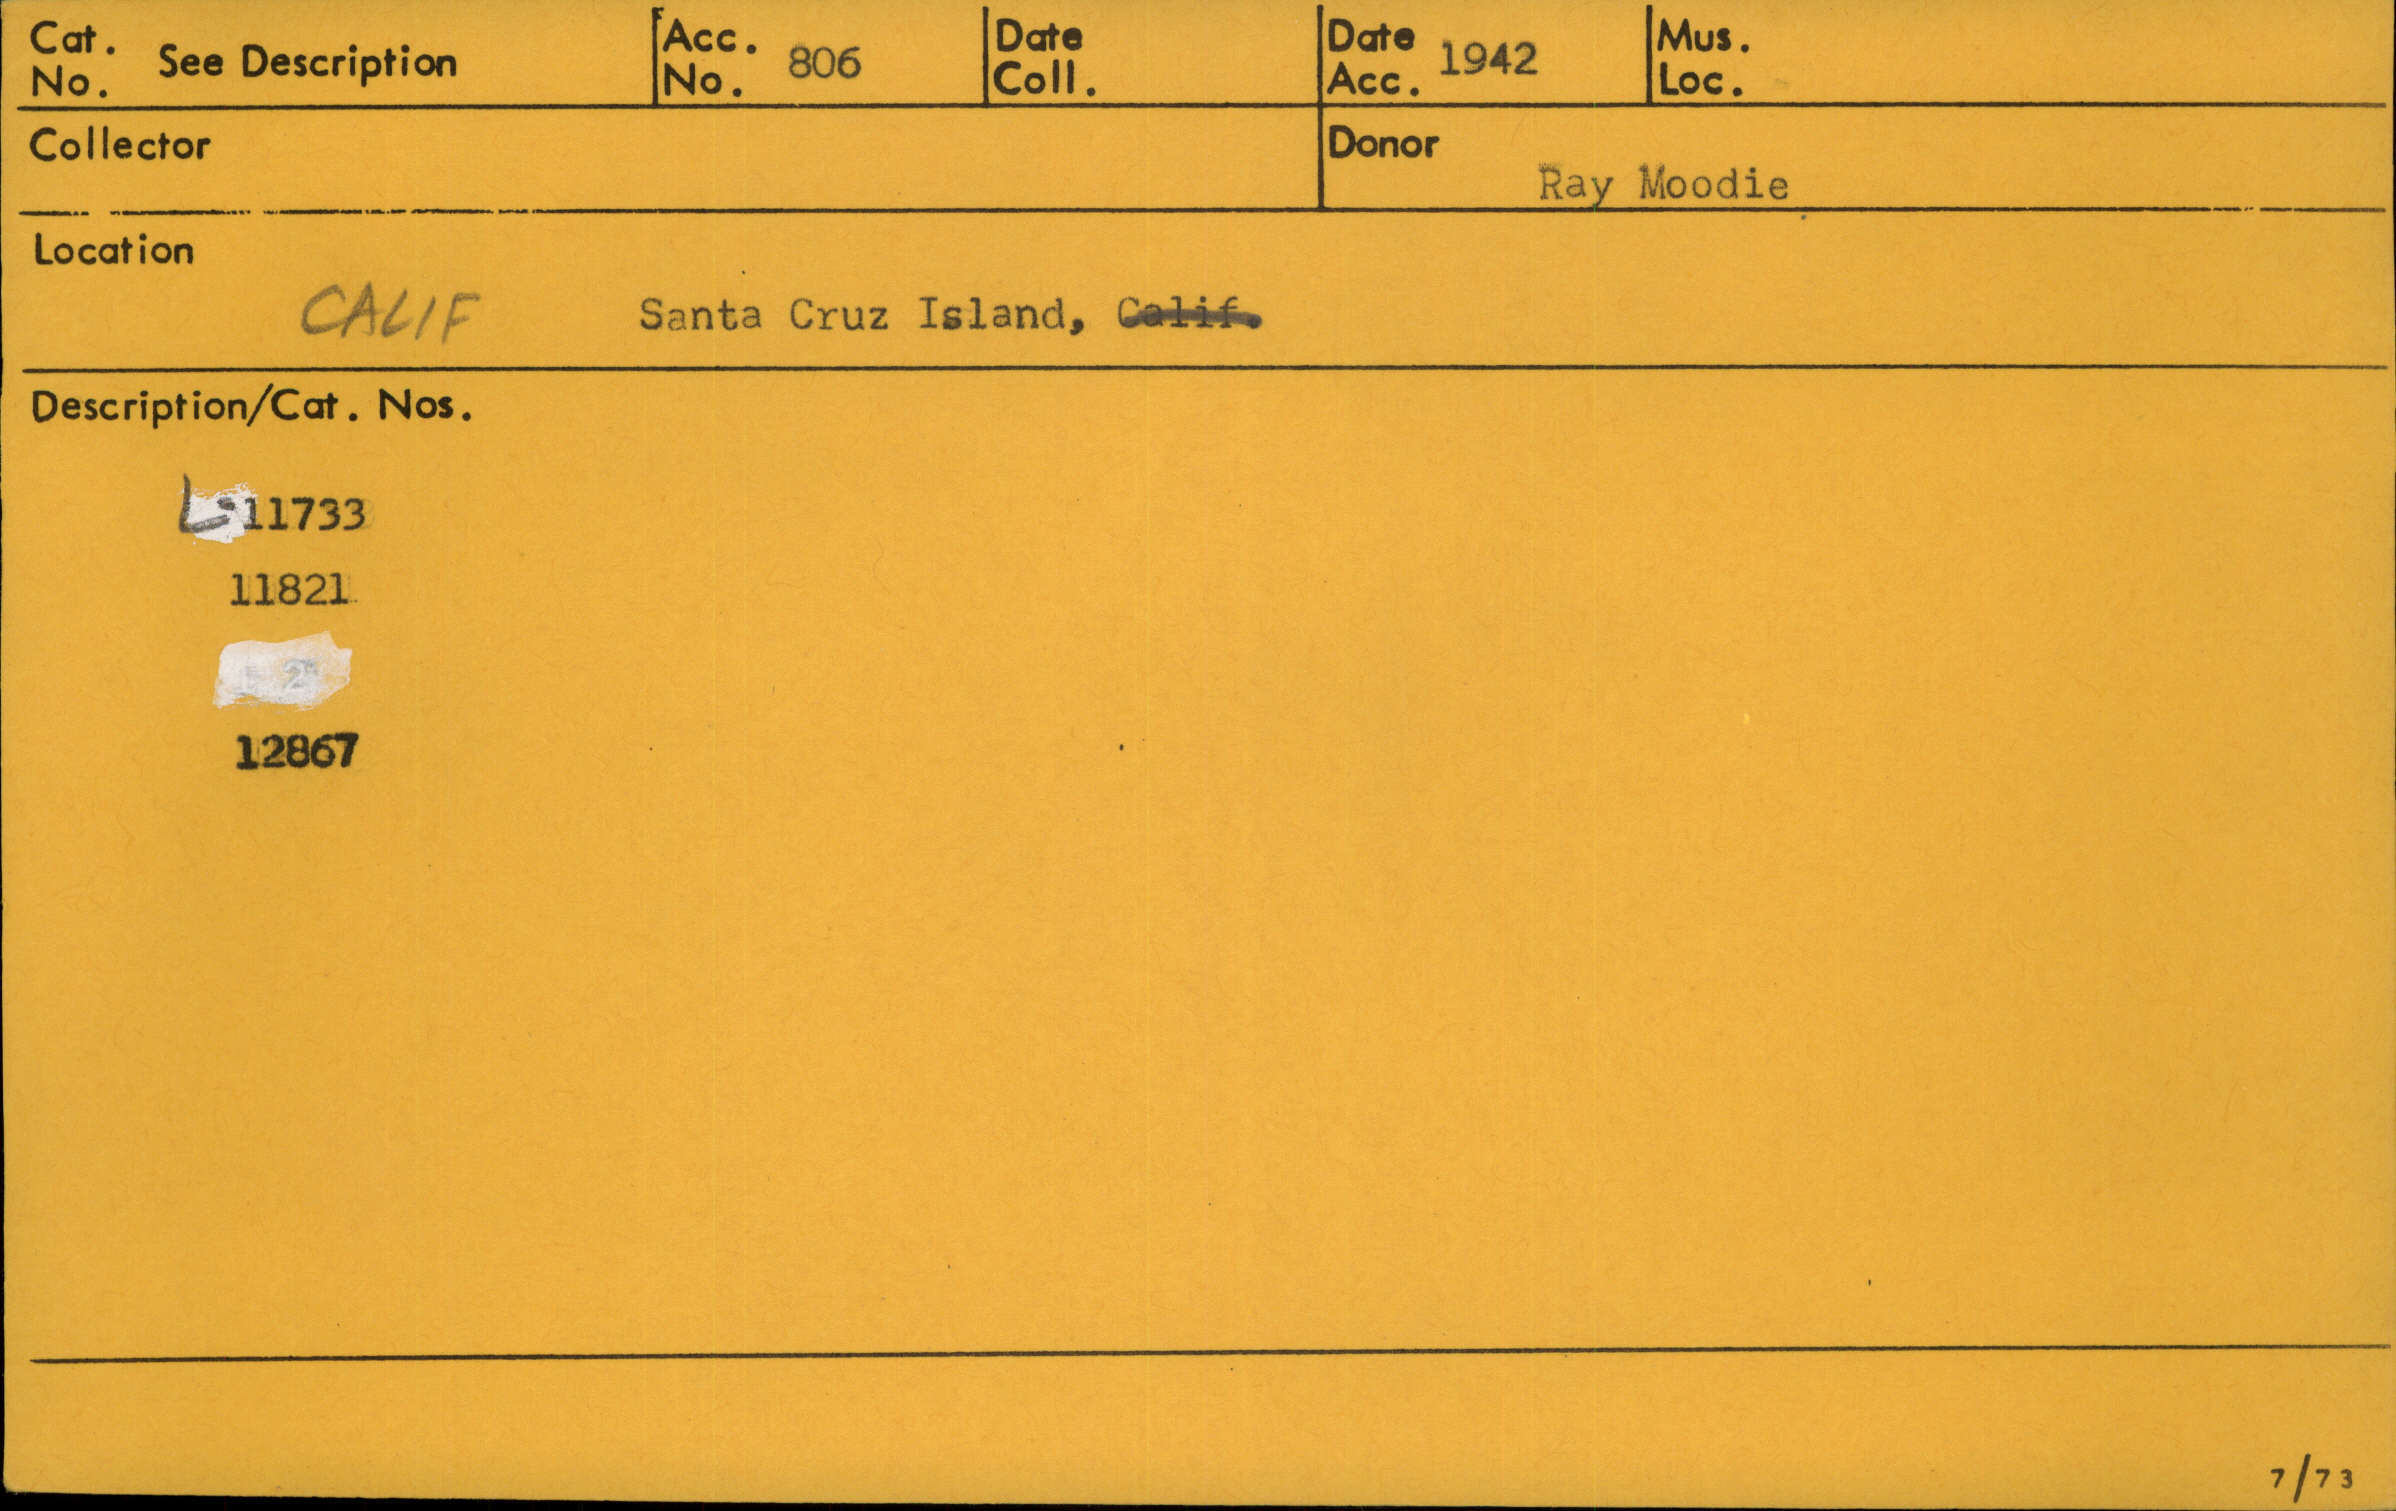 Cat. No. See Description Acc. No. 806 Date Coll. Date Acc. 1942 Mus. Loc.
Collector Donor
Ray Moodie
Location
CALIF Santa Cruz Island, Calif.
Description/Cat. Nos.
L-11733
11821
12867
7/73